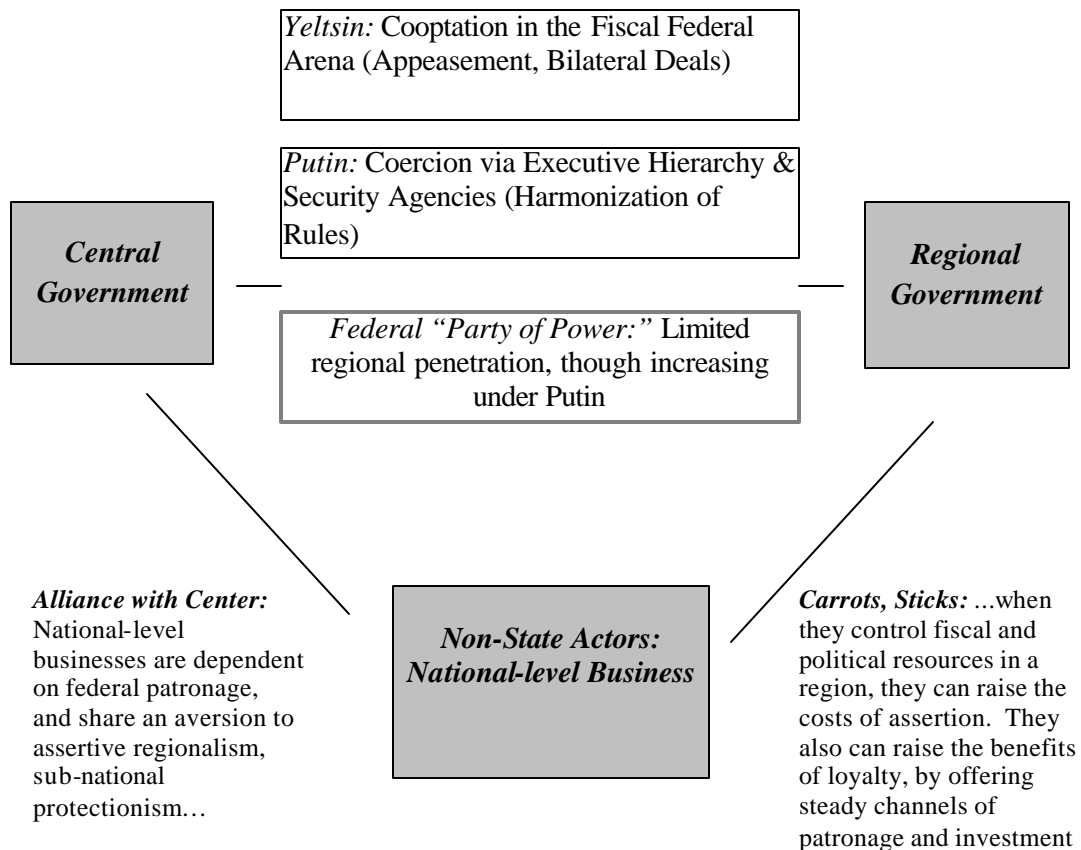 Yeltsin: Cooptation in the Fiscal Federal
Arena (Appeasement, Bilateral Deals)
Putin: Coercion via Executive Hierarchy &
Security Agencies (Harmonization of
Rules)
Central
Government
Regional
Government
Federal “Party of Power:” Limited
regional penetration, though increasing
under Putin
Alliance with Center:
National-level
businesses are dependent
on federal patronage,
and share an aversion to
assertive regionalism,
sub-national
protectionism…
Non-State Actors:
National-level Business
Carrots, Sticks: ...when
they control fiscal and
political resources in a
region, they can raise the
costs of assertion. They
also can raise the benefits
of loyalty, by offering
steady channels of
patronage and investment